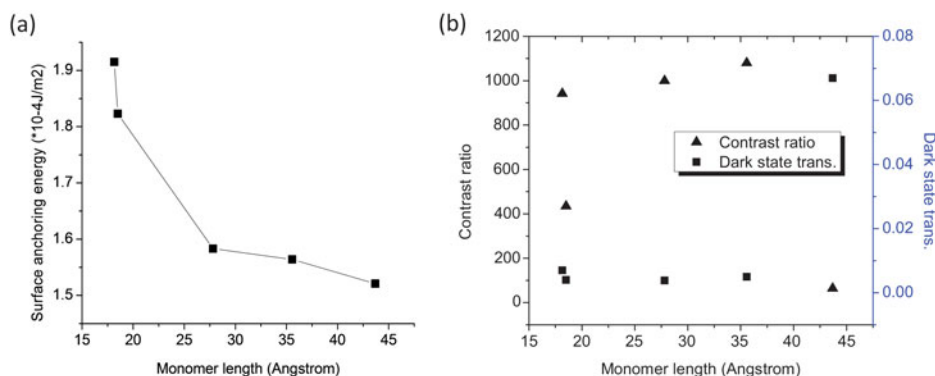 (a)
Surface anchoring energy (*10-4J/m2)
1.9
1.8
1.7
1.6
1.5
15 20 25 30 35 40 45
Monomer length (Angstrom)
(b)
Contrast ratio
1200
1000
800
600
400
200
0
Contrast ratio
Dark state trans.
0.08
0.06
0.04
0.02
0.00
Dark state trans.
15 20 25 30 35 40 45
Monomer length (Angstrom)